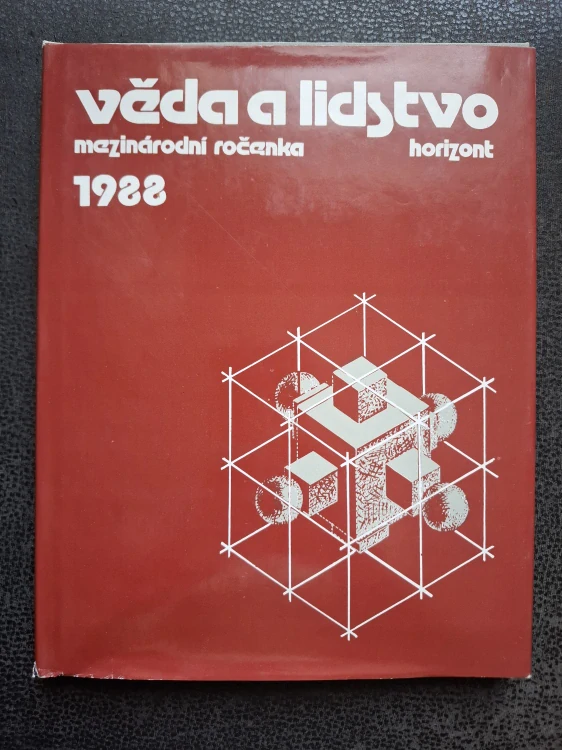 věda a lidstvo
mezinárodní ročenka horizont
1988